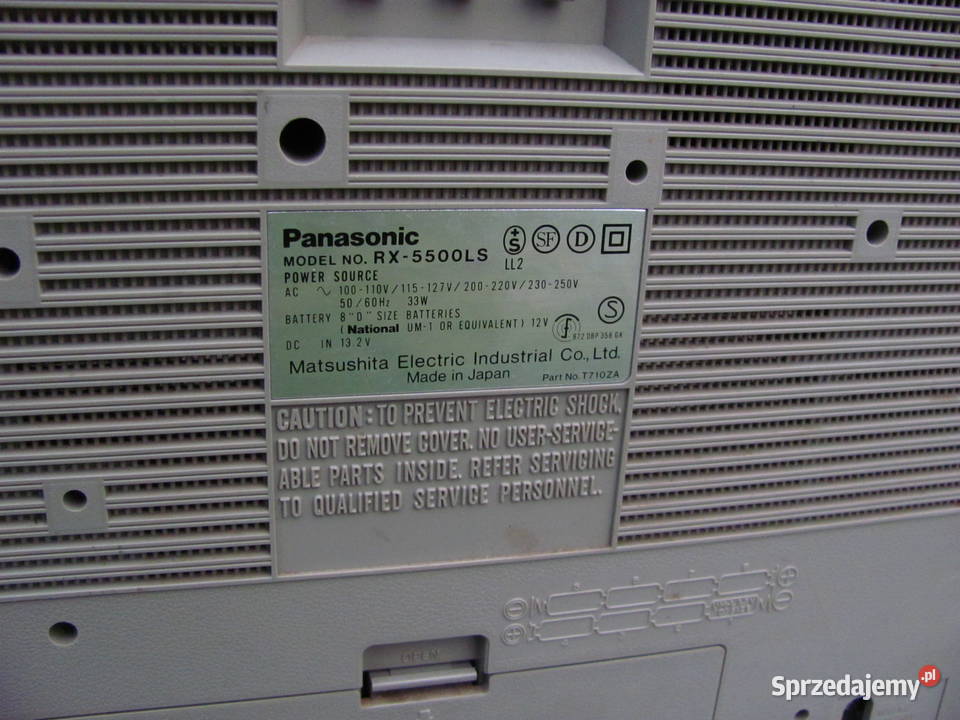 Panasonic
MODEL NO. RX-5500LS
LL2
SF
D
S
POWER SOURCE
AC ~ 100-110V/115-127V/200-220V/230-250V
50/60Hz 33W
BATTERY 8 "D" SIZE BATTERIES
(National UM-1 OR EQUIVALENT) 12V
DC IN 13.2V
S
Matsushita Electric Industrial Co., Ltd.
Made in Japan
Part No. T710ZA
CAUTION: TO PREVENT ELECTRIC SHOCK,
DO NOT REMOVE COVER. NO USER-SERVICE-
ABLE PARTS INSIDE. REFER SERVICING
TO QUALIFIED SERVICE PERSONNEL.
OPEN
Sprzedajemy.pl